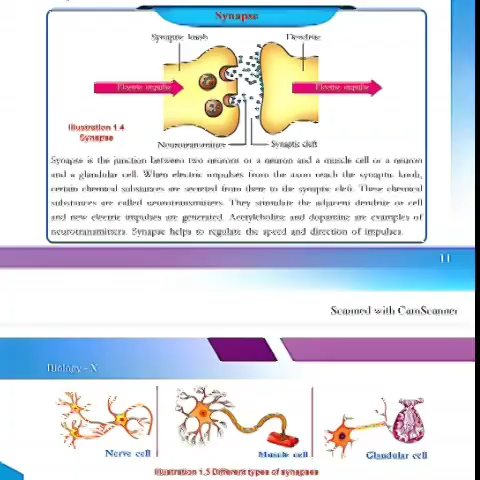 Synapse
Synaptic knob
Dendrite
Electric impulse
Electric impulse
Illustration 1.4
Synapse
Neurotransmitter
Synaptic cleft
Synapse is the junction between two neurons or a neuron and a muscle cell or a neuron
and a glandular cell. When electric impulses from the axon reach the synaptic knob,
certain chemical substances are secreted from there to the synaptic cleft. These chemical
substances are called neurotransmitters. They stimulate the adjacent dendrite or cell
and new electric impulses are generated. Acetylcholine and dopamine are examples of
neurotransmitters. Synapse helps to regulate the speed and direction of impulses.
11
Scanned with CamScanner
Biology - X
Nerve cell
Muscle cell
Glandular cell
Illustration 1.5 Different types of synapses